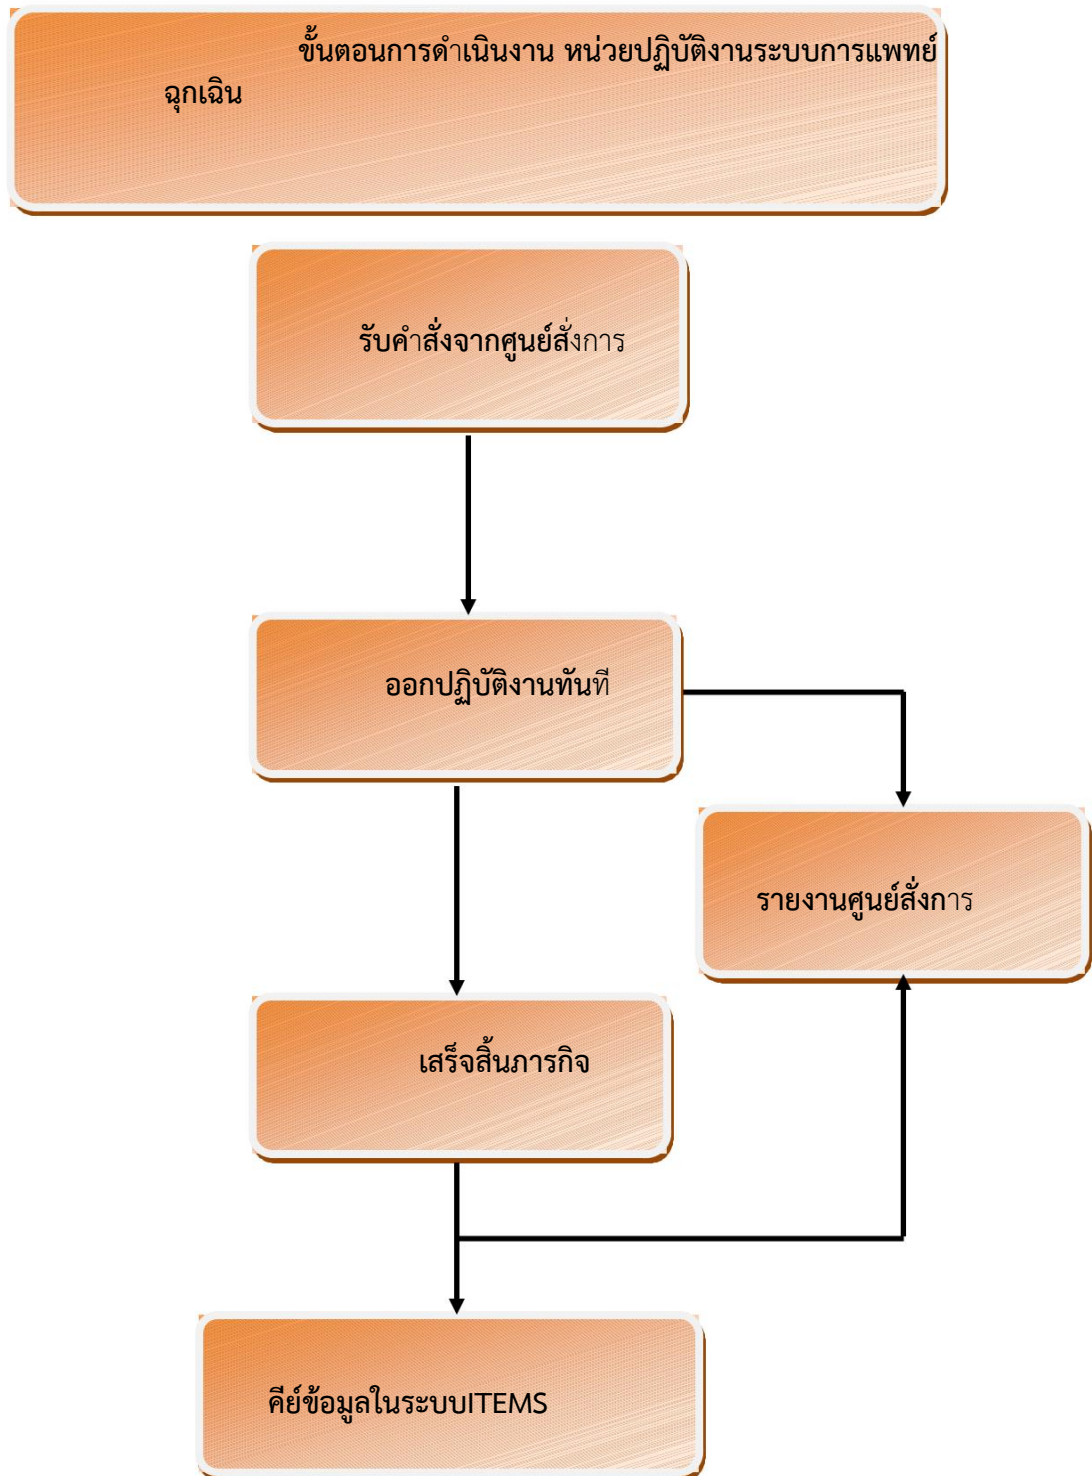 ขั้นตอนการดำเนินงาน หน่วยปฏิบัติงานระบบการแพทย์
ฉุกเฉิน
รับคำสั่งจากศูนย์สั่งการ
ออกปฏิบัติงานทันที
รายงานศูนย์สั่งการ
เสร็จสิ้นภารกิจ
คีย์ข้อมูลในระบบITEMS